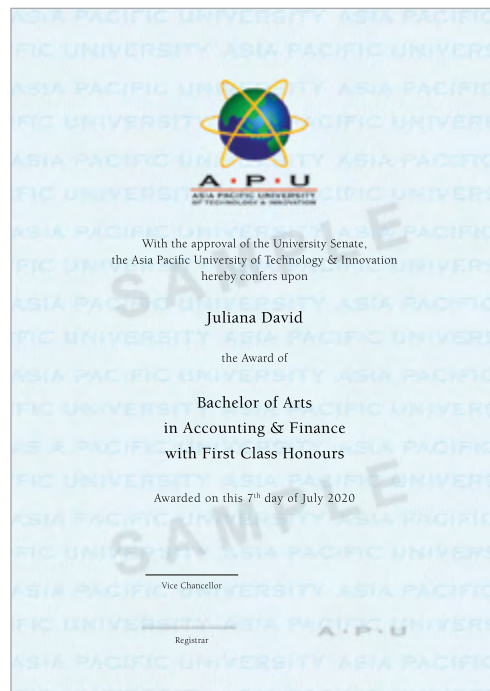 A·P·U
ASIA PACIFIC UNIVERSITY
OF TECHNOLOGY & INNOVATION
With the approval of the University Senate,
the Asia Pacific University of Technology & Innovation
hereby confers upon
SAMPLE
Juliana David
the Award of
Bachelor of Arts
in Accounting & Finance
with First Class Honours
Awarded on this 7th day of July 2020
SAMPLE
Vice Chancellor
Registrar
A·P·U